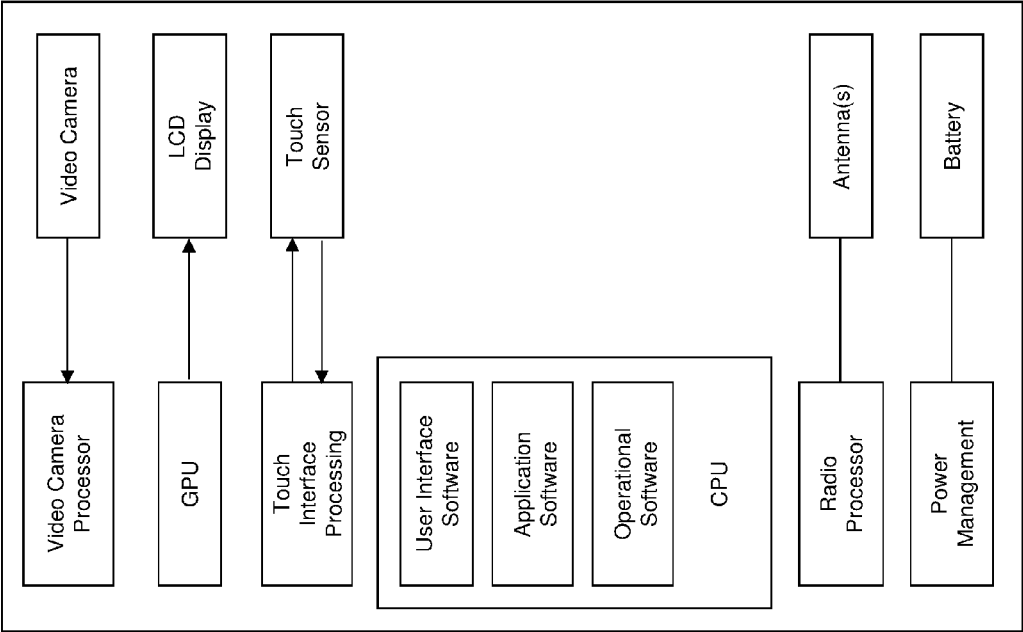 Video Camera
LCD
Display
Touch
Sensor
Antenna(s)
Battery
Video Camera
Processor
GPU
Touch
Interface
Processing
User Interface
Software
Application
Software
Operational
Software
CPU
Radio
Processor
Power
Management